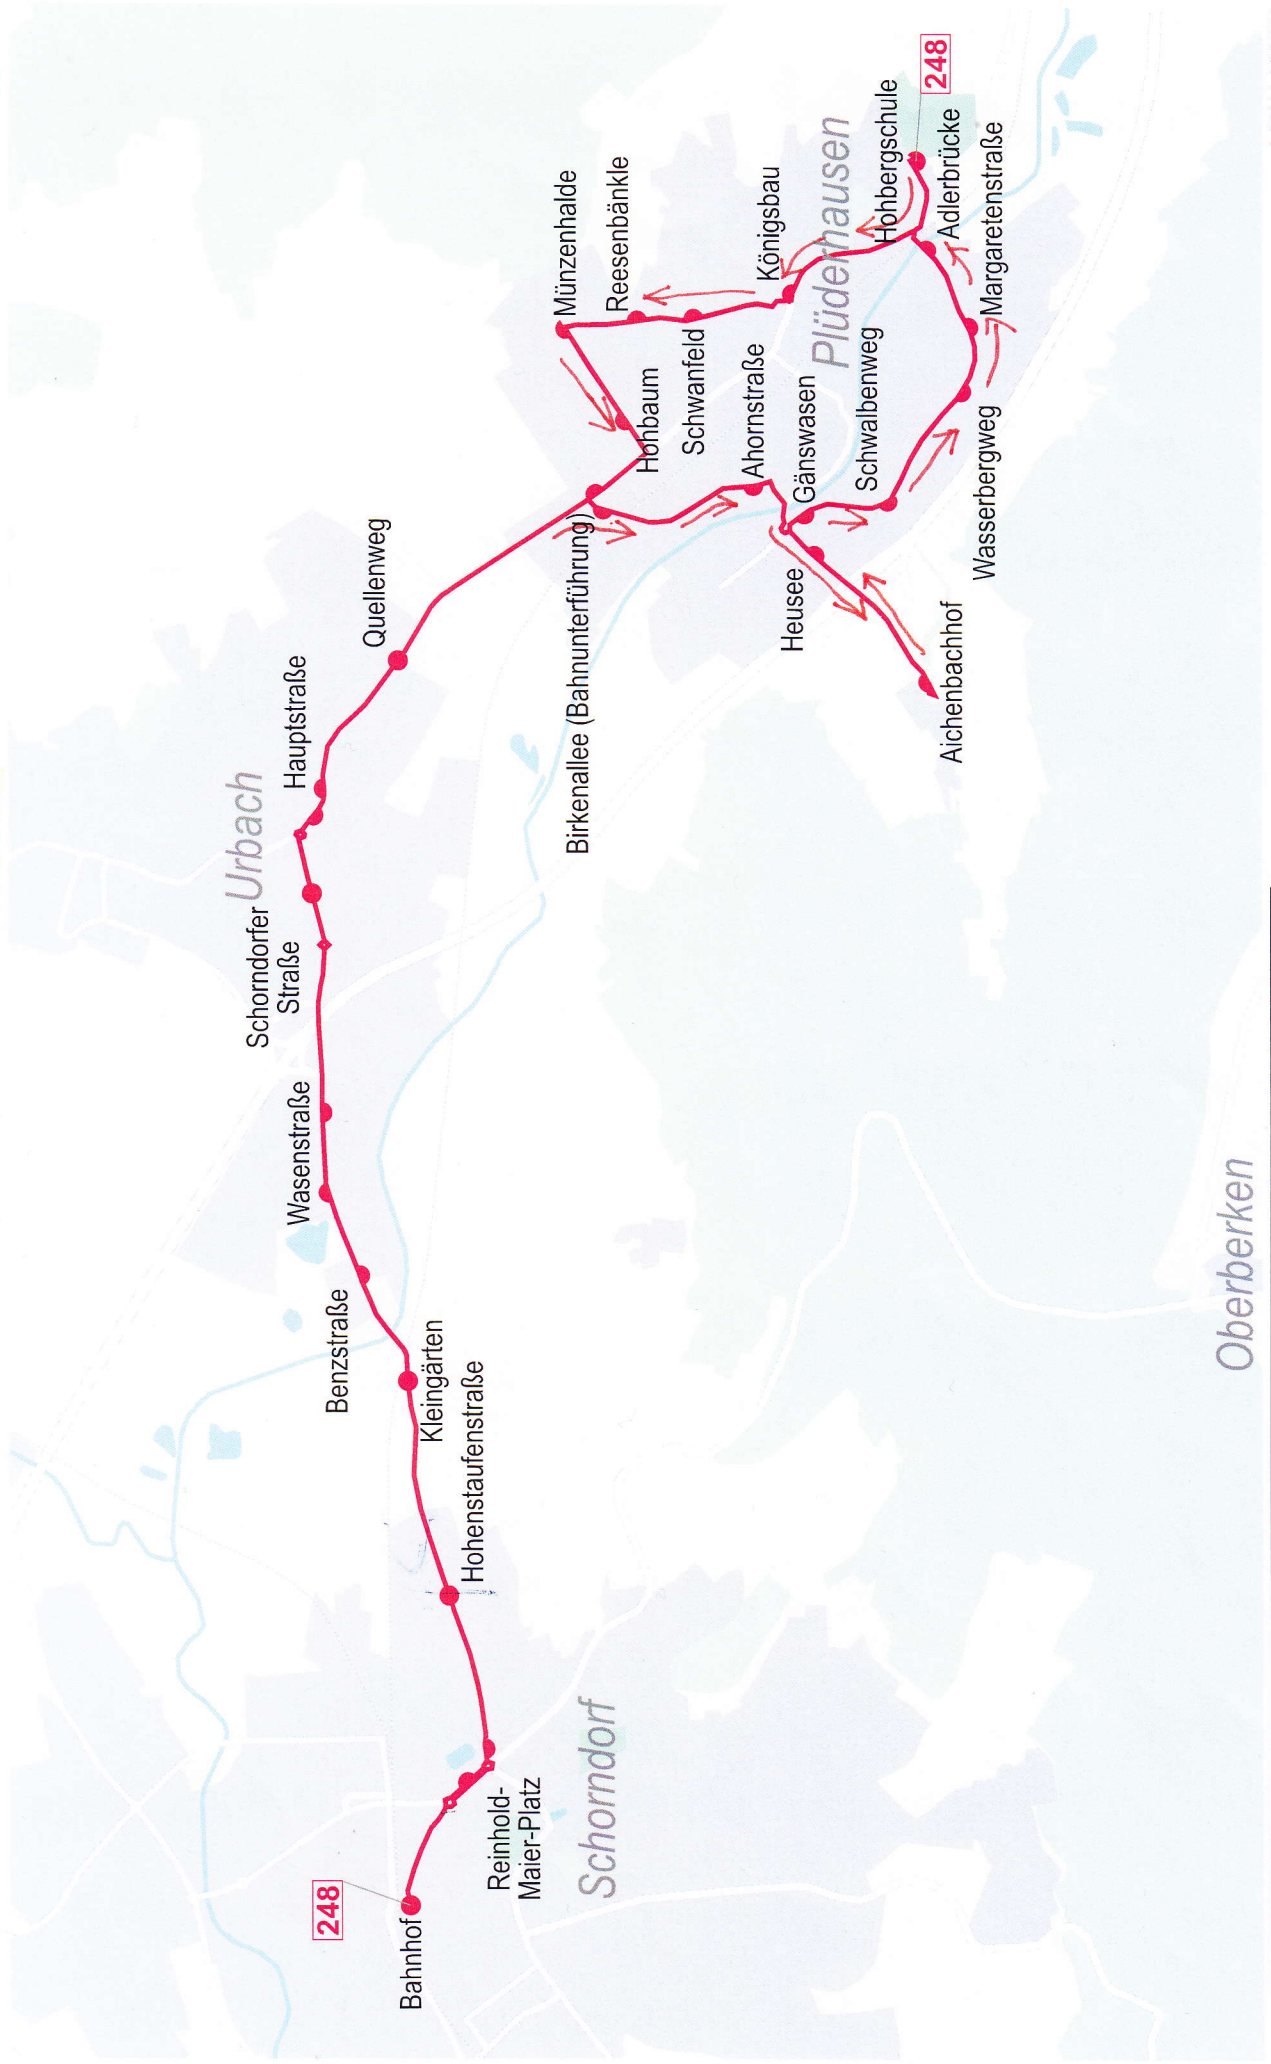 248
Bahnhof
Reinhold-
Maier-Platz
Schorndorf
Hohenstaufenstraße
Kleingärten
Benzstraße
Wasenstraße
Schorndorfer
Straße
Urbach
Hauptstraße
Quellenweg
Birkenallee (Bahnunterführung)
Hohbaum
Münzenhalde
Reesenbänkle
Schwanfeld
Königsbau
Ahornstraße
Gänswasen
Heusee
Aichenbachhof
Schwalbenweg
Wasserbergweg
Margaretenstraße
Adlerbrücke
Hohbergschule
248
Plüderhausen
Oberberken